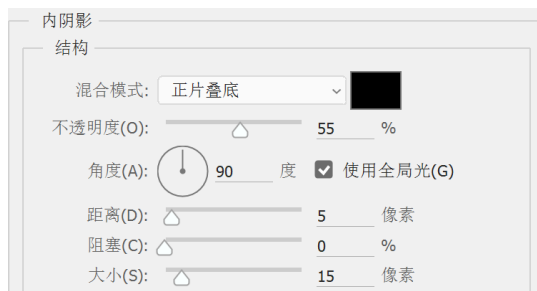 内阴影
结构
混合模式: 正片叠底
不透明度(O): 55 %
角度(A): 90 度 使用全局光(G)
距离(D): 5 像素
阻塞(C): 0 %
大小(S): 15 像素